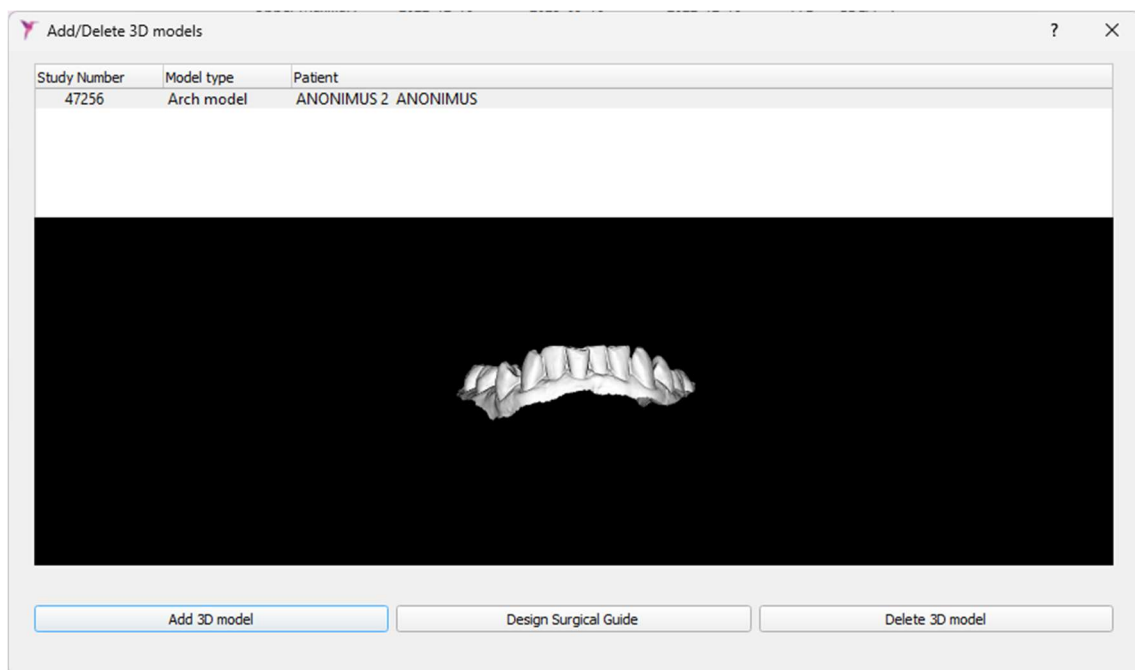 Add/Delete 3D models ?
Study Number Model type Patient
47256 Arch model ANONIMUS 2 ANONIMUS
Add 3D model Design Surgical Guide Delete 3D model